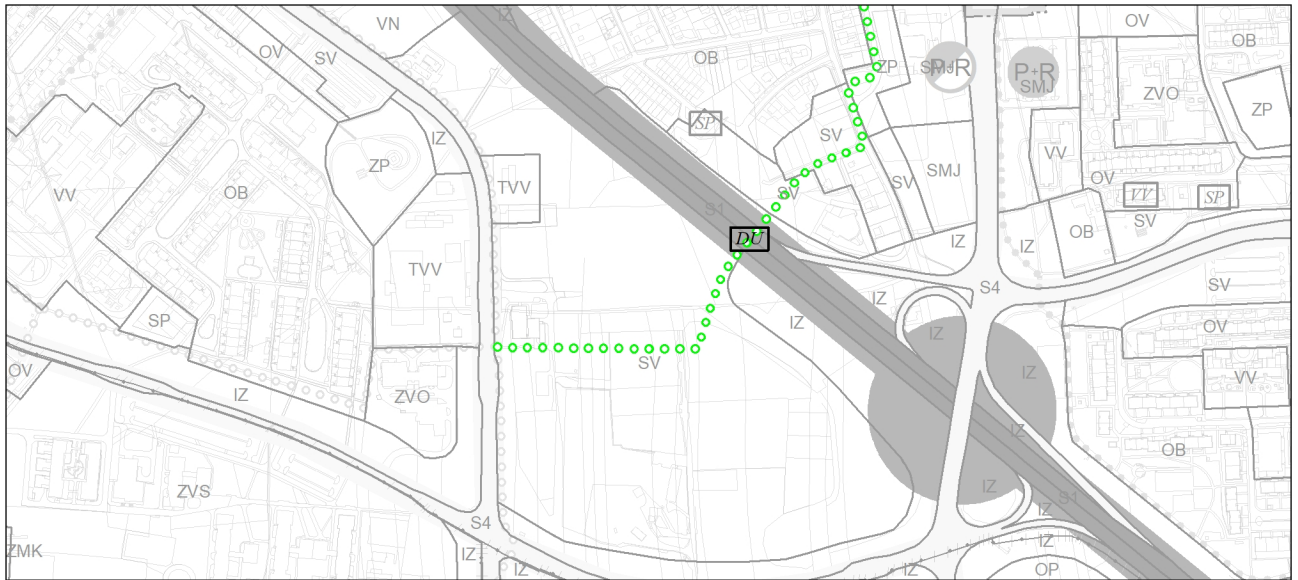 VN
IZ
OV
SV
OB
ZP
SMJ
P+R
P+R
SMJ
OV
OB
ZVO
ZP
SP
SV
IZ
ZP
VV
OB
TVV
SV
SMJ
VV
OV
VV
SP
SV
SV
S1
DU
IZ
IZ
OB
TVV
S4
SV
IZ
IZ
IZ
IZ
OV
SP
SV
OV
IZ
ZVO
VV
IZ
OB
ZVS
IZ
S1
IZ
S4
ZMK
IZ
IZ
IZ
IZ
OP